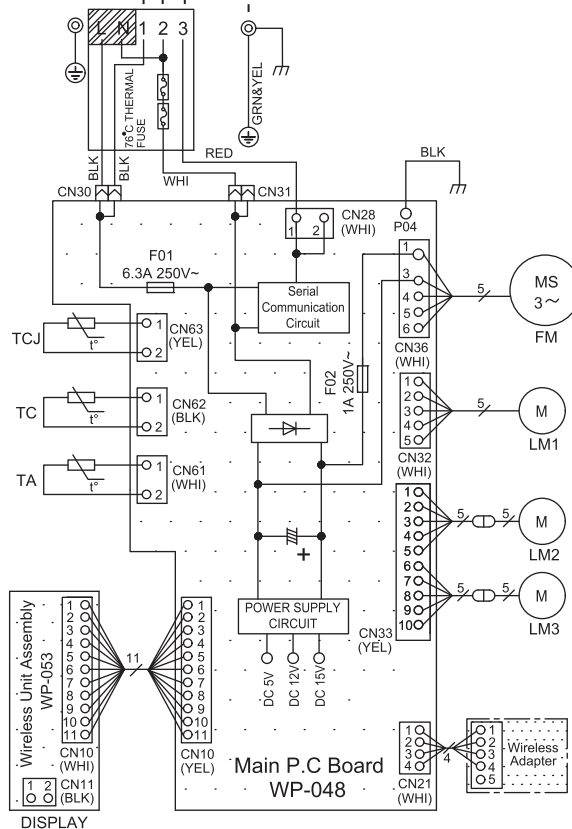 L N 1 2 3
76°C THERMAL
FUSE
GRN&YEL
BLK
BLK
WHI
RED
BLK
CN30
CN31
P04
CN28
(WHI)
1 2
F01
6.3A 250V~
Serial
Communication
Circuit
1
3
4
5
6
CN36
(WHI)
5
MS
3~
FM
TCJ
t°
1
2
CN63
(YEL)
F02
1A 250V~
TC
t°
1
2
CN62
(BLK)
1
2
3
4
5
CN32
(WHI)
5
M
LM1
TA
t°
1
2
CN61
(WHI)
+
1
2
3
4
5
6
7
8
9
10
CN33
(YEL)
5 5
M
LM2
5 5
M
LM3
POWER SUPPLY
CIRCUIT
DC 5V
DC 12V
DC 15V
Wireless Unit Assembly
WP-053
1
2
3
4
5
6
7
8
9
10
11
CN10
(WHI)
11
1
2
3
4
5
6
7
8
9
10
11
CN10
(YEL)
1 2
CN11
(BLK)
DISPLAY
Main P.C Board
WP-048
1
2
3
4
CN21
(WHI)
4
1
2
3
4
5
Wireless
Adapter